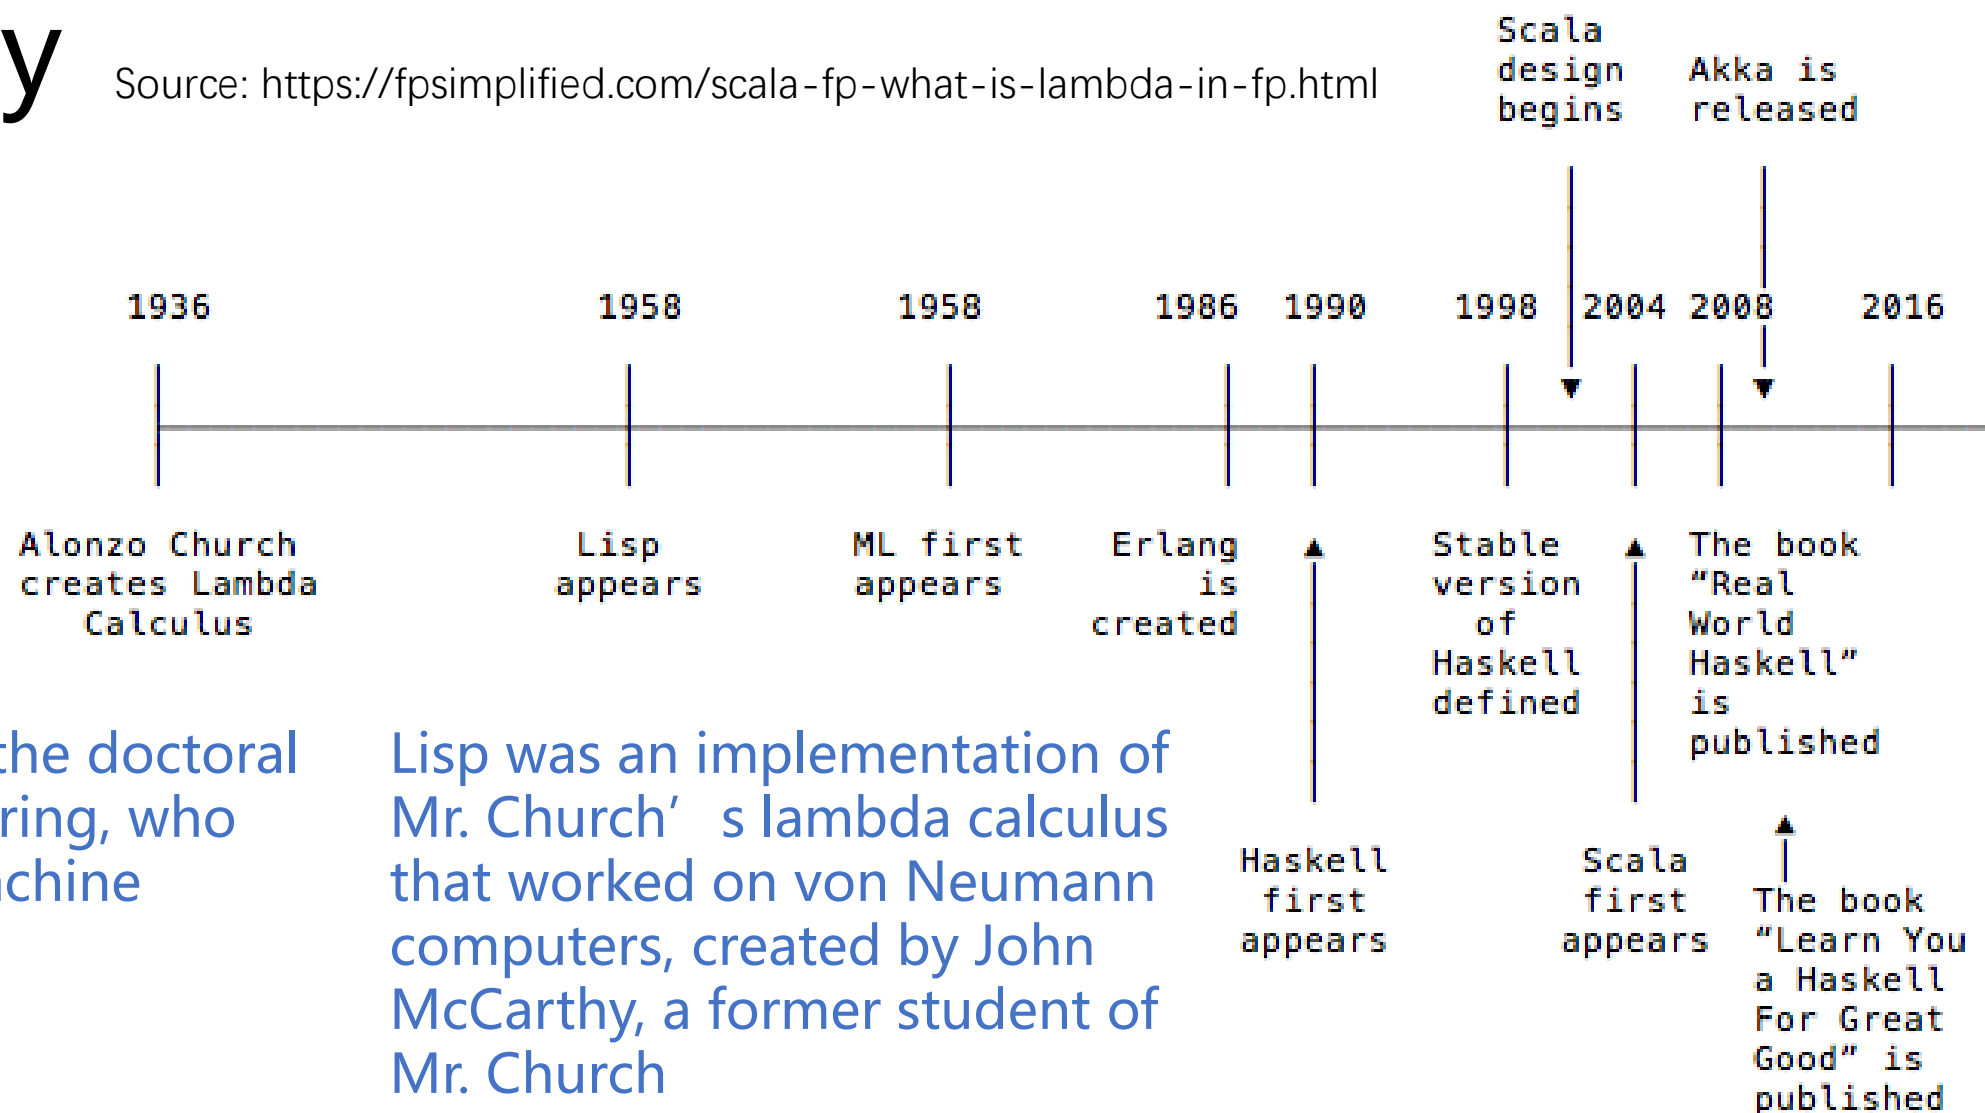 y
Source: https://fpsimplified.com/scala-fp-what-is-lambda-in-fp.html
Scala
design
begins
Akka is
released
1936
1958
1958
1986
1990
1998
2004
2008
2016
Alonzo Church
creates Lambda
Calculus
Lisp
appears
ML first
appears
Erlang
is
created
Stable
version
of
Haskell
defined
The book
“Real
World
Haskell”
is
published
Haskell
first
appears
Scala
first
appears
The book
“Learn You
a Haskell
For Great
Good” is
published
the doctoral
ring, who
chine
Lisp was an implementation of
Mr. Church’s lambda calculus
that worked on von Neumann
computers, created by John
McCarthy, a former student of
Mr. Church